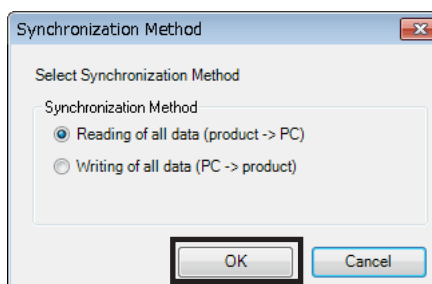 Synchronization Method
Select Synchronization Method
Synchronization Method
Reading of all data (product -> PC)
Writing of all data (PC -> product)
OK
Cancel